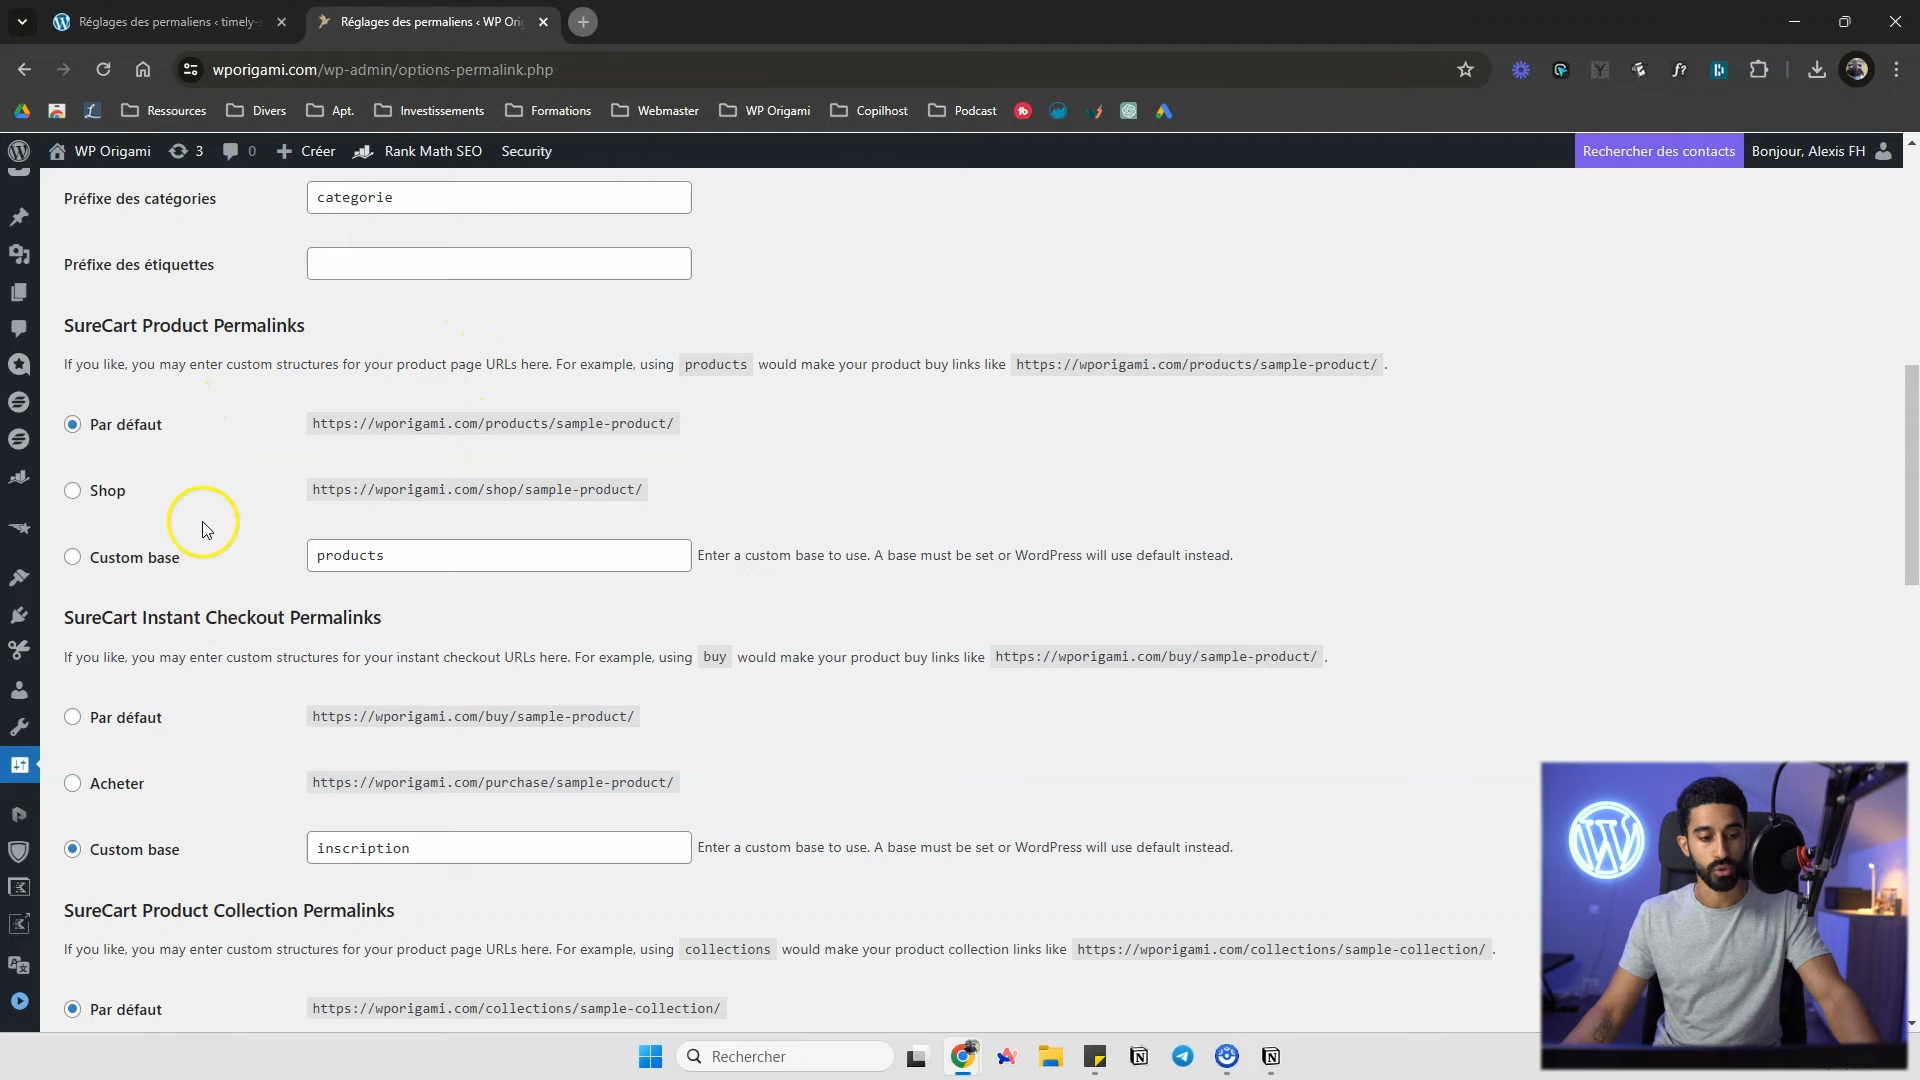 Réglages des permaliens ‹ timely-
Réglages des permaliens ‹ WP Ori
wporigami.com/wp-admin/options-permalink.php
Ressources
Divers
Apt.
Investissements
Formations
Webmaster
WP Origami
Copilhost
Podcast
WP Origami
3
0
Créer
Rank Math SEO
Security
Rechercher des contacts
Bonjour, Alexis FH
Préfixe des catégories
categorie
Préfixe des étiquettes
SureCart Product Permalinks
If you like, you may enter custom structures for your product page URLs here. For example, using products would make your product buy links like https://wporigami.com/products/sample-product/ .
Par défaut
https://wporigami.com/products/sample-product/
Shop
https://wporigami.com/shop/sample-product/
Custom base
products
Enter a custom base to use. A base must be set or WordPress will use default instead.
SureCart Instant Checkout Permalinks
If you like, you may enter custom structures for your instant checkout URLs here. For example, using buy would make your product buy links like https://wporigami.com/buy/sample-product/ .
Par défaut
https://wporigami.com/buy/sample-product/
Acheter
https://wporigami.com/purchase/sample-product/
Custom base
inscription
Enter a custom base to use. A base must be set or WordPress will use default instead.
SureCart Product Collection Permalinks
If you like, you may enter custom structures for your product page URLs here. For example, using collections would make your product collection links like https://wporigami.com/collections/sample-collection/ .
Par défaut
https://wporigami.com/collections/sample-collection/
Rechercher